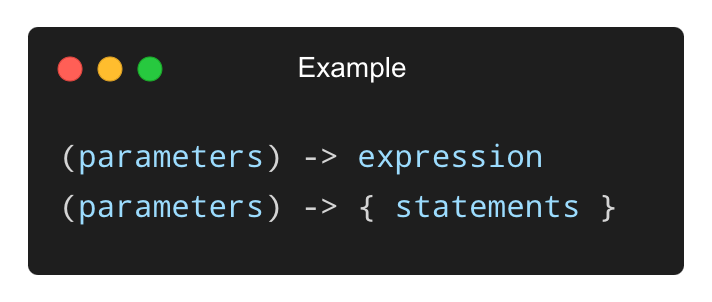 Example
(parameters) -> expression
(parameters) -> { statements }